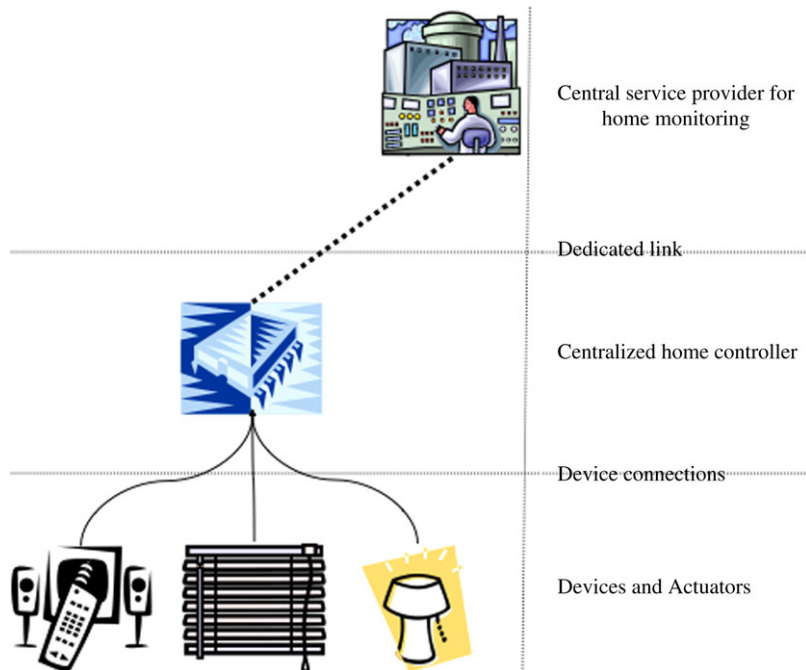 Central service provider for
home monitoring
Dedicated link
Centralized home controller
Device connections
Devices and Actuators